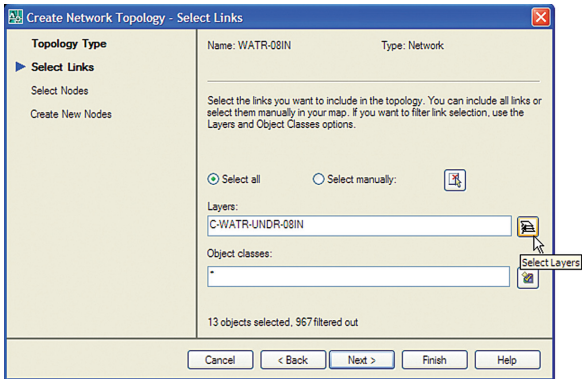 Create Network Topology - Select Links
Topology Type
Select Links
Select Nodes
Create New Nodes
Name: WATR-08IN Type: Network
Select the links you want to include in the topology. You can include all links or
select them manually in your map. If you want to filter link selection, use the
Layers and Object Classes options.
Select all Select manually:
Layers:
C-WATR-UNDR-08IN
Select Layers
Object classes:
*
13 objects selected, 967 filtered out
Cancel < Back Next > Finish Help